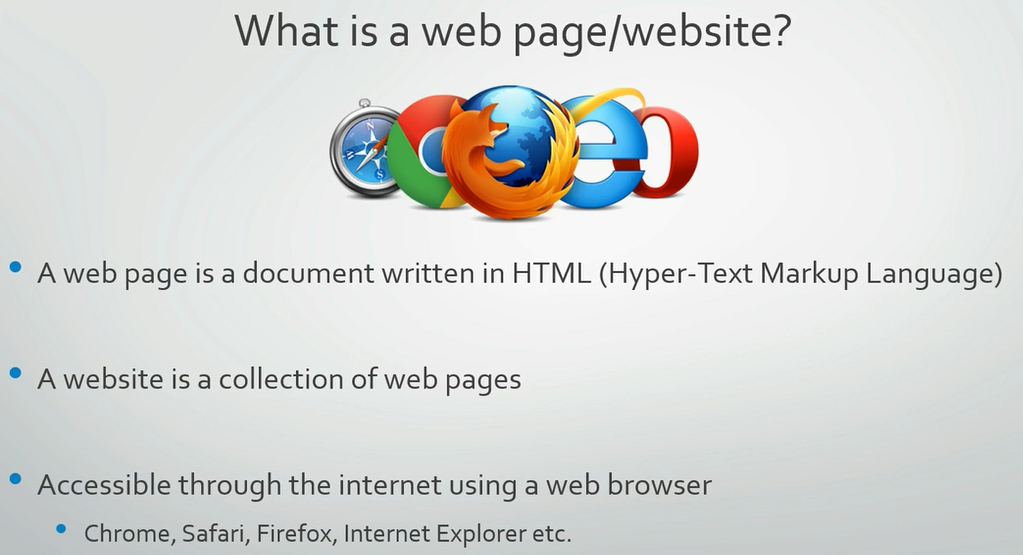 What is a web page/website?
A web page is a document written in HTML (Hyper-Text Markup Language)
A website is a collection of web pages
Accessible through the internet using a web browser
Chrome, Safari, Firefox, Internet Explorer etc.